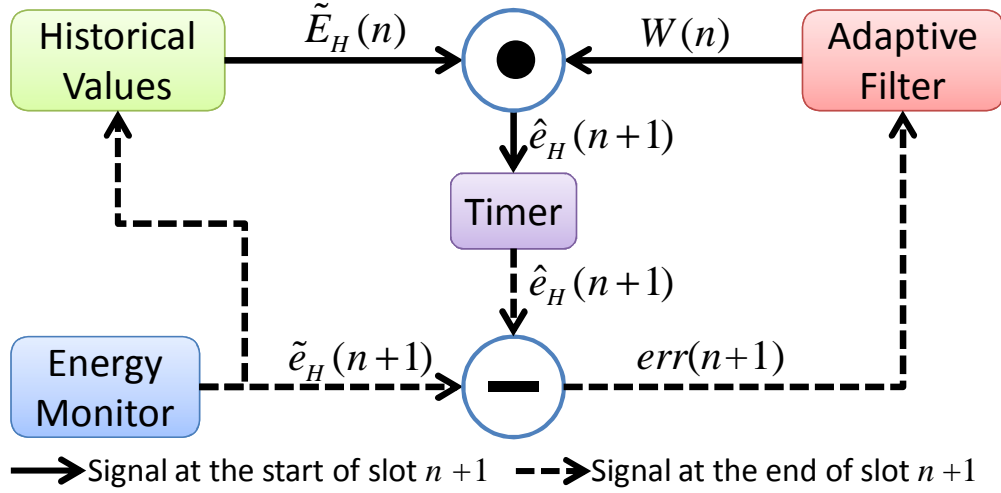 Historical
Values
Ẽ_H(n)
W(n)
Adaptive
Filter
ê_H(n+1)
Timer
ê_H(n+1)
Energy
Monitor
ẽ_H(n+1)
err(n+1)
Signal at the start of slot n+1
Signal at the end of slot n+1